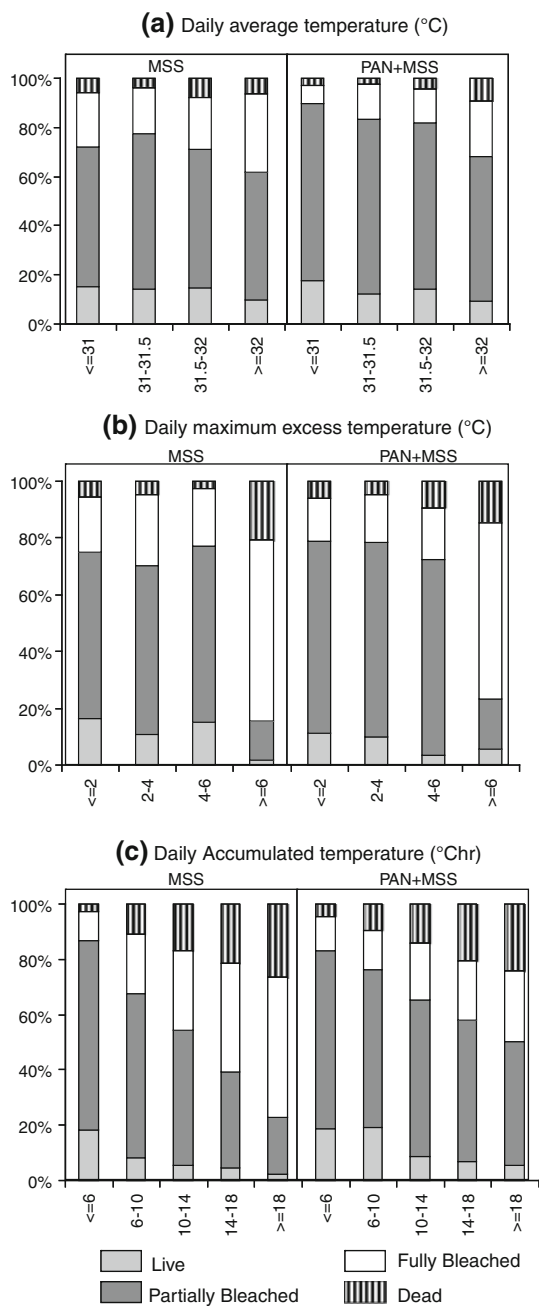 (a) Daily average temperature (°C)
MSS PAN+MSS
100%
80%
60%
40%
20%
0%
<=31 31-31.5 31.5-32 >=32 <=31 31-31.5 31.5-32 >=32
(b) Daily maximum excess temperature (°C)
MSS PAN+MSS
100%
80%
60%
40%
20%
0%
<=2 2-4 4-6 >=6 <=2 2-4 4-6 >=6
(c) Daily Accumulated temperature (°Chr)
MSS PAN+MSS
100%
80%
60%
40%
20%
0%
<=6 6-10 10-14 14-18 >=18 <=6 6-10 10-14 14-18 >=18
Live Fully Bleached
Partially Bleached Dead